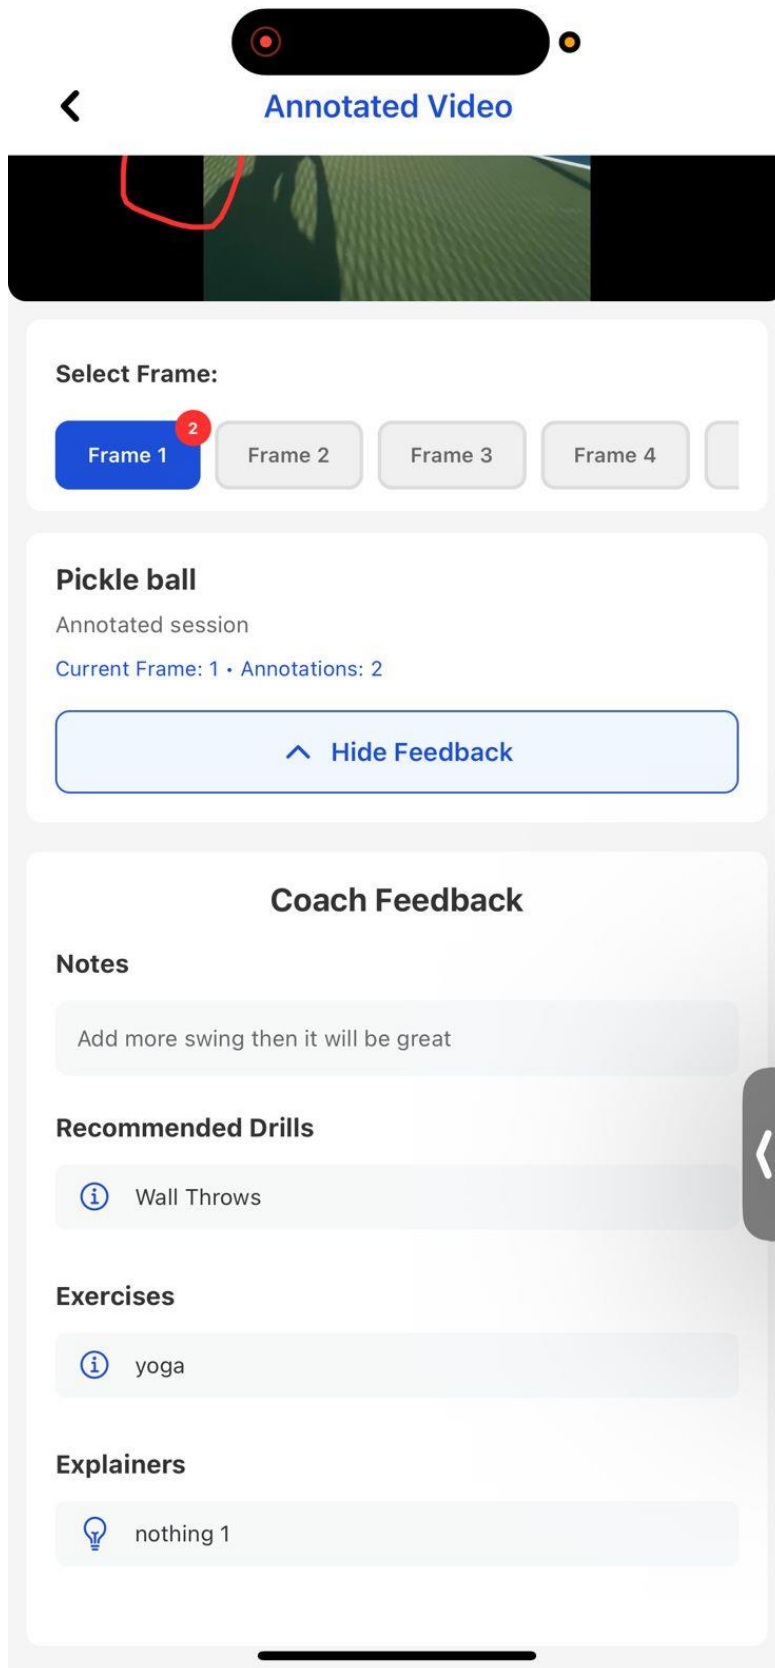 Annotated Video
Select Frame:
Frame 1
2
Frame 2
Frame 3
Frame 4
Pickle ball
Annotated session
Current Frame: 1 • Annotations: 2
Hide Feedback
Coach Feedback
Notes
Add more swing then it will be great
Recommended Drills
Wall Throws
Exercises
yoga
Explainers
nothing 1